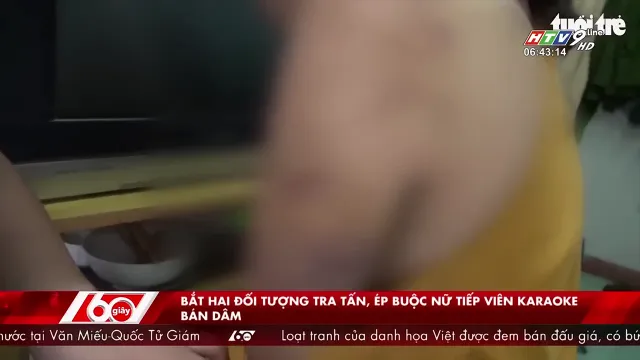 tuổi trẻ
HTV9
HD
06:43:14
60
giây
BẮT HAI ĐỐI TƯỢNG TRA TẤN, ÉP BUỘC NỮ TIẾP VIÊN KARAOKE
BÁN DÂM
nước tại Văn Miếu-Quốc Tử Giám
Loạt tranh của danh họa Việt được đem bán đấu giá, có bú